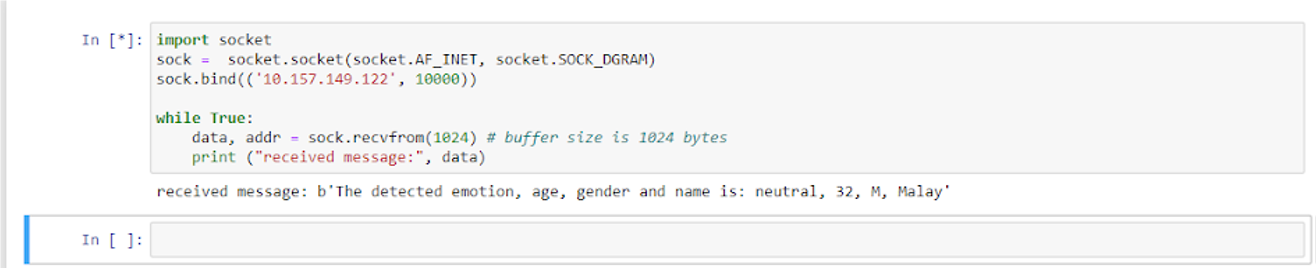 In [*]: import socket
sock =  socket.socket(socket.AF_INET, socket.SOCK_DGRAM)
sock.bind(('10.157.149.122', 10000))
while True:
    data, addr = sock.recvfrom(1024) # buffer size is 1024 bytes
    print ("received message:", data)
received message: b'The detected emotion, age, gender and name is: neutral, 32, M, Malay'
In [ ]: